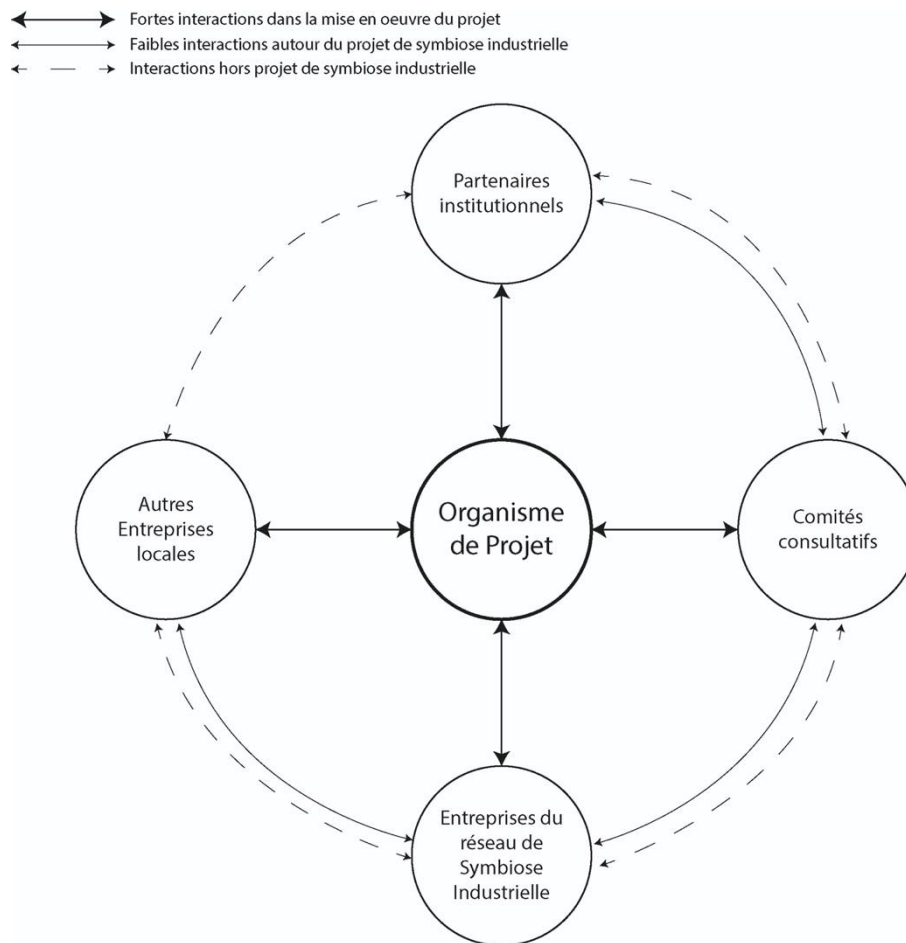 Fortes interactions dans la mise en oeuvre du projet
Faibles interactions autour du projet de symbiose industrielle
Interactions hors projet de symbiose industrielle
Partenaires
institutionnels
Autres
Entreprises
locales
Organisme
de Projet
Comités
consultatifs
Entreprises du
réseau de
Symbiose
Industrielle